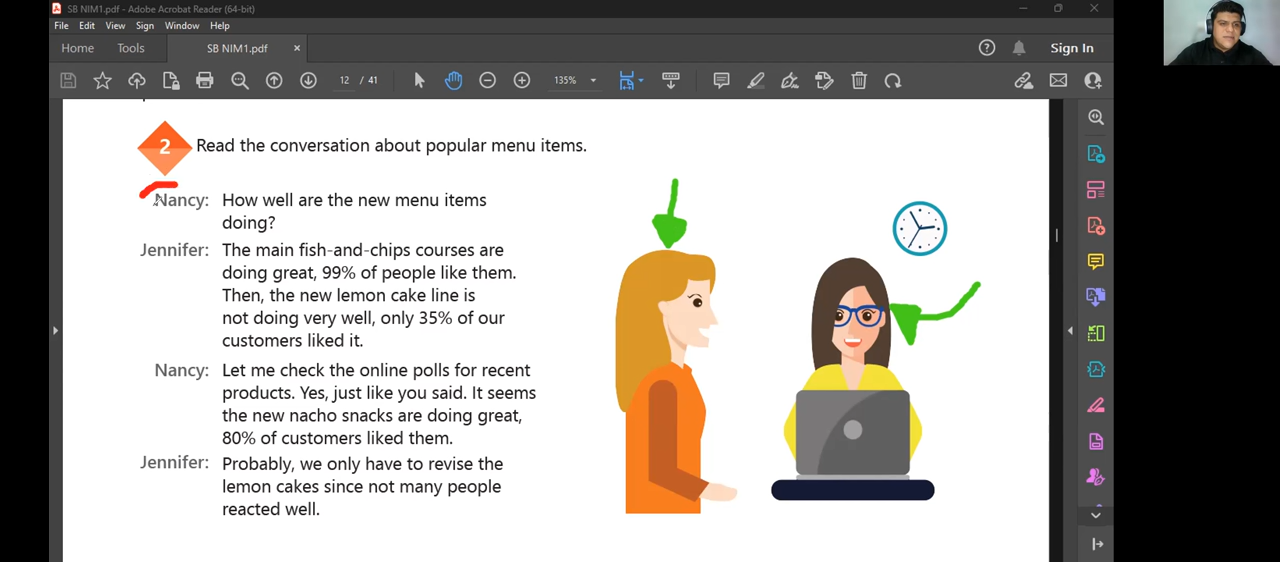 SB NIM1.pdf - Adobe Acrobat Reader (64-bit)
File Edit View Sign Window Help
Home Tools SB NIM1.pdf × Sign In
12 / 41 135%
2 Read the conversation about popular menu items.
Nancy: How well are the new menu items
doing?
Jennifer: The main fish-and-chips courses are
doing great, 99% of people like them.
Then, the new lemon cake line is
not doing very well, only 35% of our
customers liked it.
Nancy: Let me check the online polls for recent
products. Yes, just like you said. It seems
the new nacho snacks are doing great,
80% of customers liked them.
Jennifer: Probably, we only have to revise the
lemon cakes since not many people
reacted well.